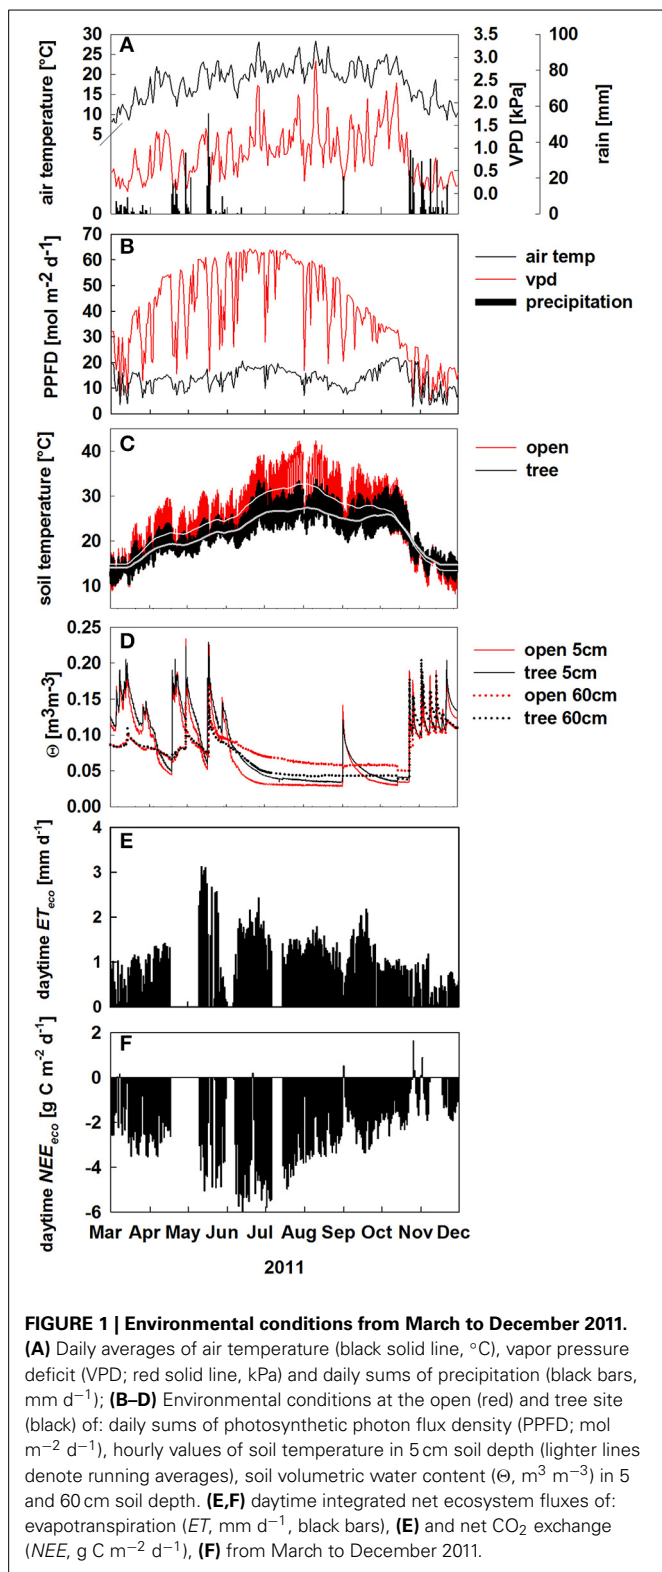 A
30
25
20
15
10
5
0
air temperature [°C]
3.5
3.0
2.5
2.0
1.5
1.0
0.5
0.0
VPD [kPa]
100
80
60
40
20
0
rain [mm]
B
70
60
50
40
30
20
10
0
PPFD [mol m-2 d-1]
air temp
vpd
precipitation
C
40
30
20
10
soil temperature [°C]
open
tree
D
0.25
0.20
0.15
0.10
0.05
0.00
Θ [m³m-3]
open 5cm
tree 5cm
open 60cm
tree 60cm
E
4
3
2
1
0
daytime ETeco [mm d-1]
F
2
0
-2
-4
-6
daytime NEEeco [g C m-2 d-1]
Mar Apr May Jun Jul Aug Sep Oct Nov Dec
2011
FIGURE 1 | Environmental conditions from March to December 2011.
(A) Daily averages of air temperature (black solid line, °C), vapor pressure
deficit (VPD; red solid line, kPa) and daily sums of precipitation (black bars,
mm d−1); (B–D) Environmental conditions at the open (red) and tree site
(black) of: daily sums of photosynthetic photon flux density (PPFD; mol
m−2 d−1), hourly values of soil temperature in 5 cm soil depth (lighter lines
denote running averages), soil volumetric water content (Θ, m3 m−3) in 5
and 60 cm soil depth. (E,F) daytime integrated net ecosystem fluxes of:
evapotranspiration (ET, mm d−1, black bars), (E) and net CO2 exchange
(NEE, g C m−2 d−1), (F) from March to December 2011.